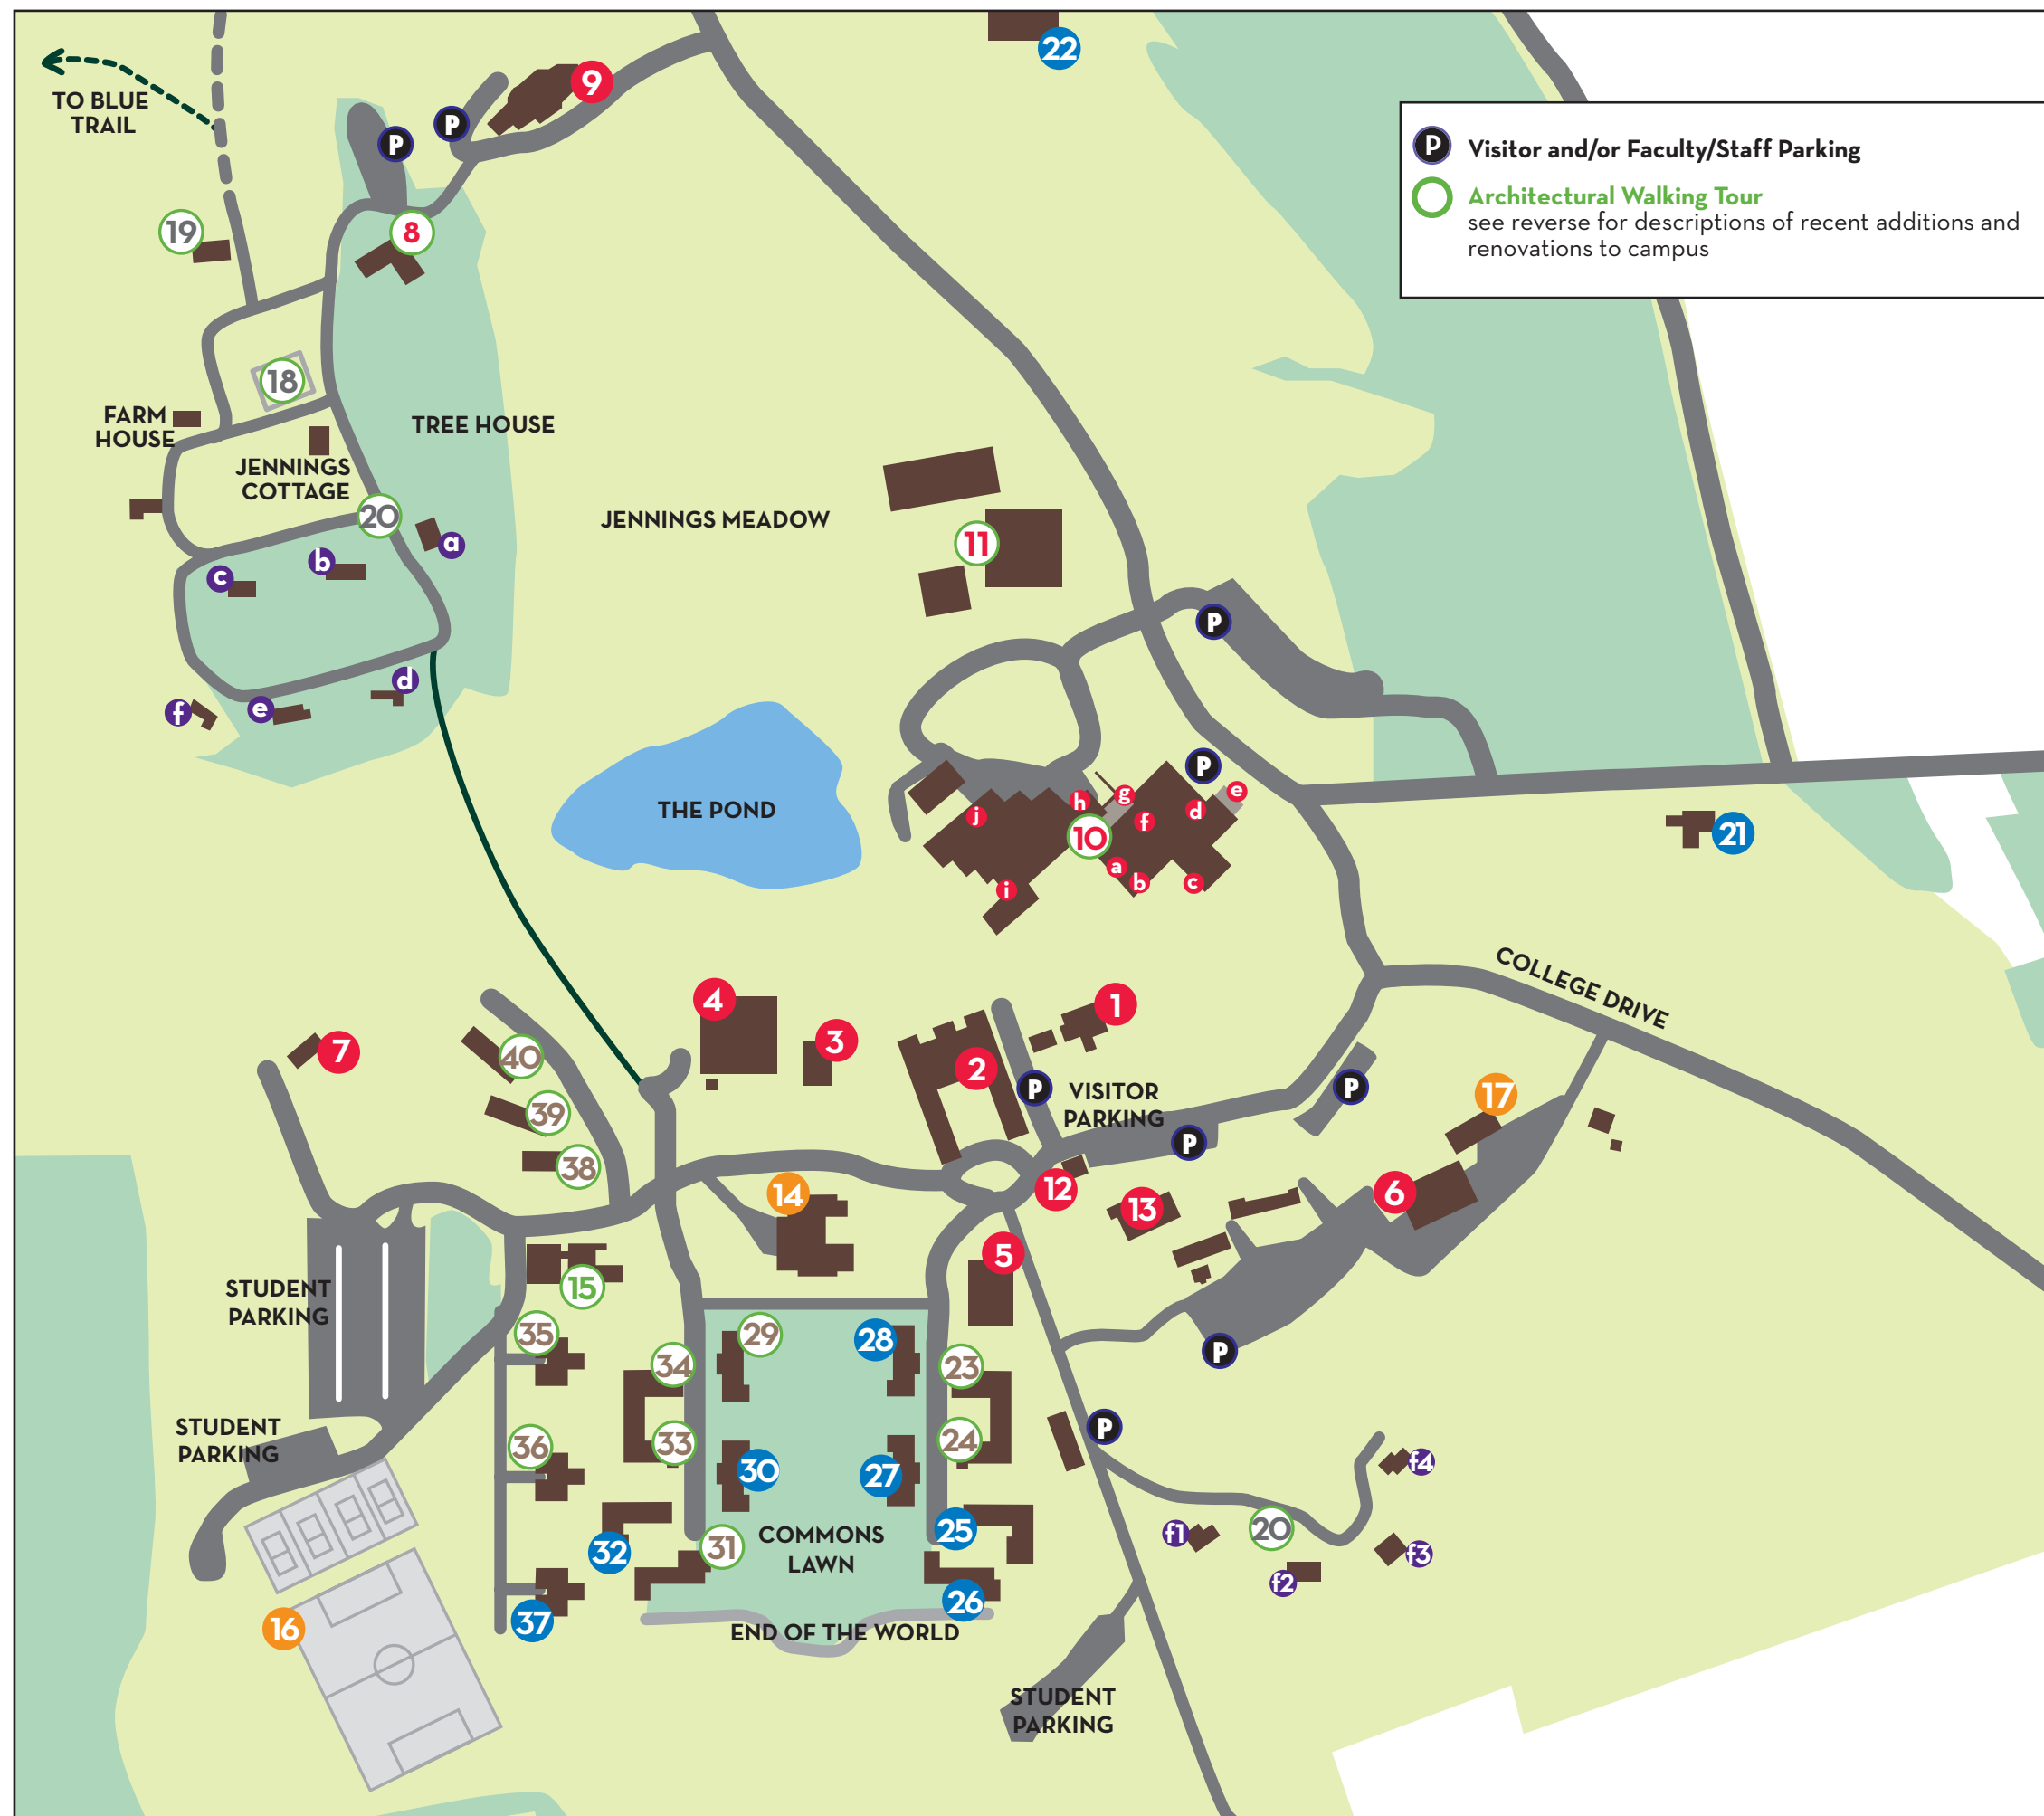 22
9
P
P
TO BLUE
TRAIL
P Visitor and/or Faculty/Staff Parking
Architectural Walking Tour
see reverse for descriptions of recent additions and
renovations to campus
19
8
18
FARM
HOUSE
TREE HOUSE
JENNINGS
COTTAGE
20
JENNINGS MEADOW
11
a
b
c
P
d
e
f
THE POND
P
j
h
g
e
d
f
10
a
b
c
i
21
COLLEGE DRIVE
4
1
3
7
40
2
P
VISITOR
PARKING
P
17
39
P
38
12
6
14
13
5
15
STUDENT
PARKING
35
29
28
34
23
P
STUDENT
PARKING
36
33
30
27
24
P
f4
COMMONS
LAWN
25
f1
20
32
31
f3
f2
16
37
26
END OF THE WORLD
STUDENT
PARKING